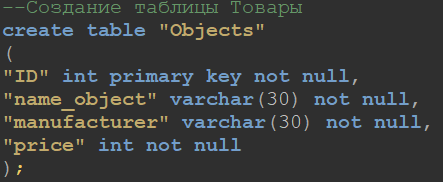 --Создание таблицы Товары
create table "Objects"
(
"ID" int primary key not null,
"name_object" varchar(30) not null,
"manufacturer" varchar(30) not null,
"price" int not null
);